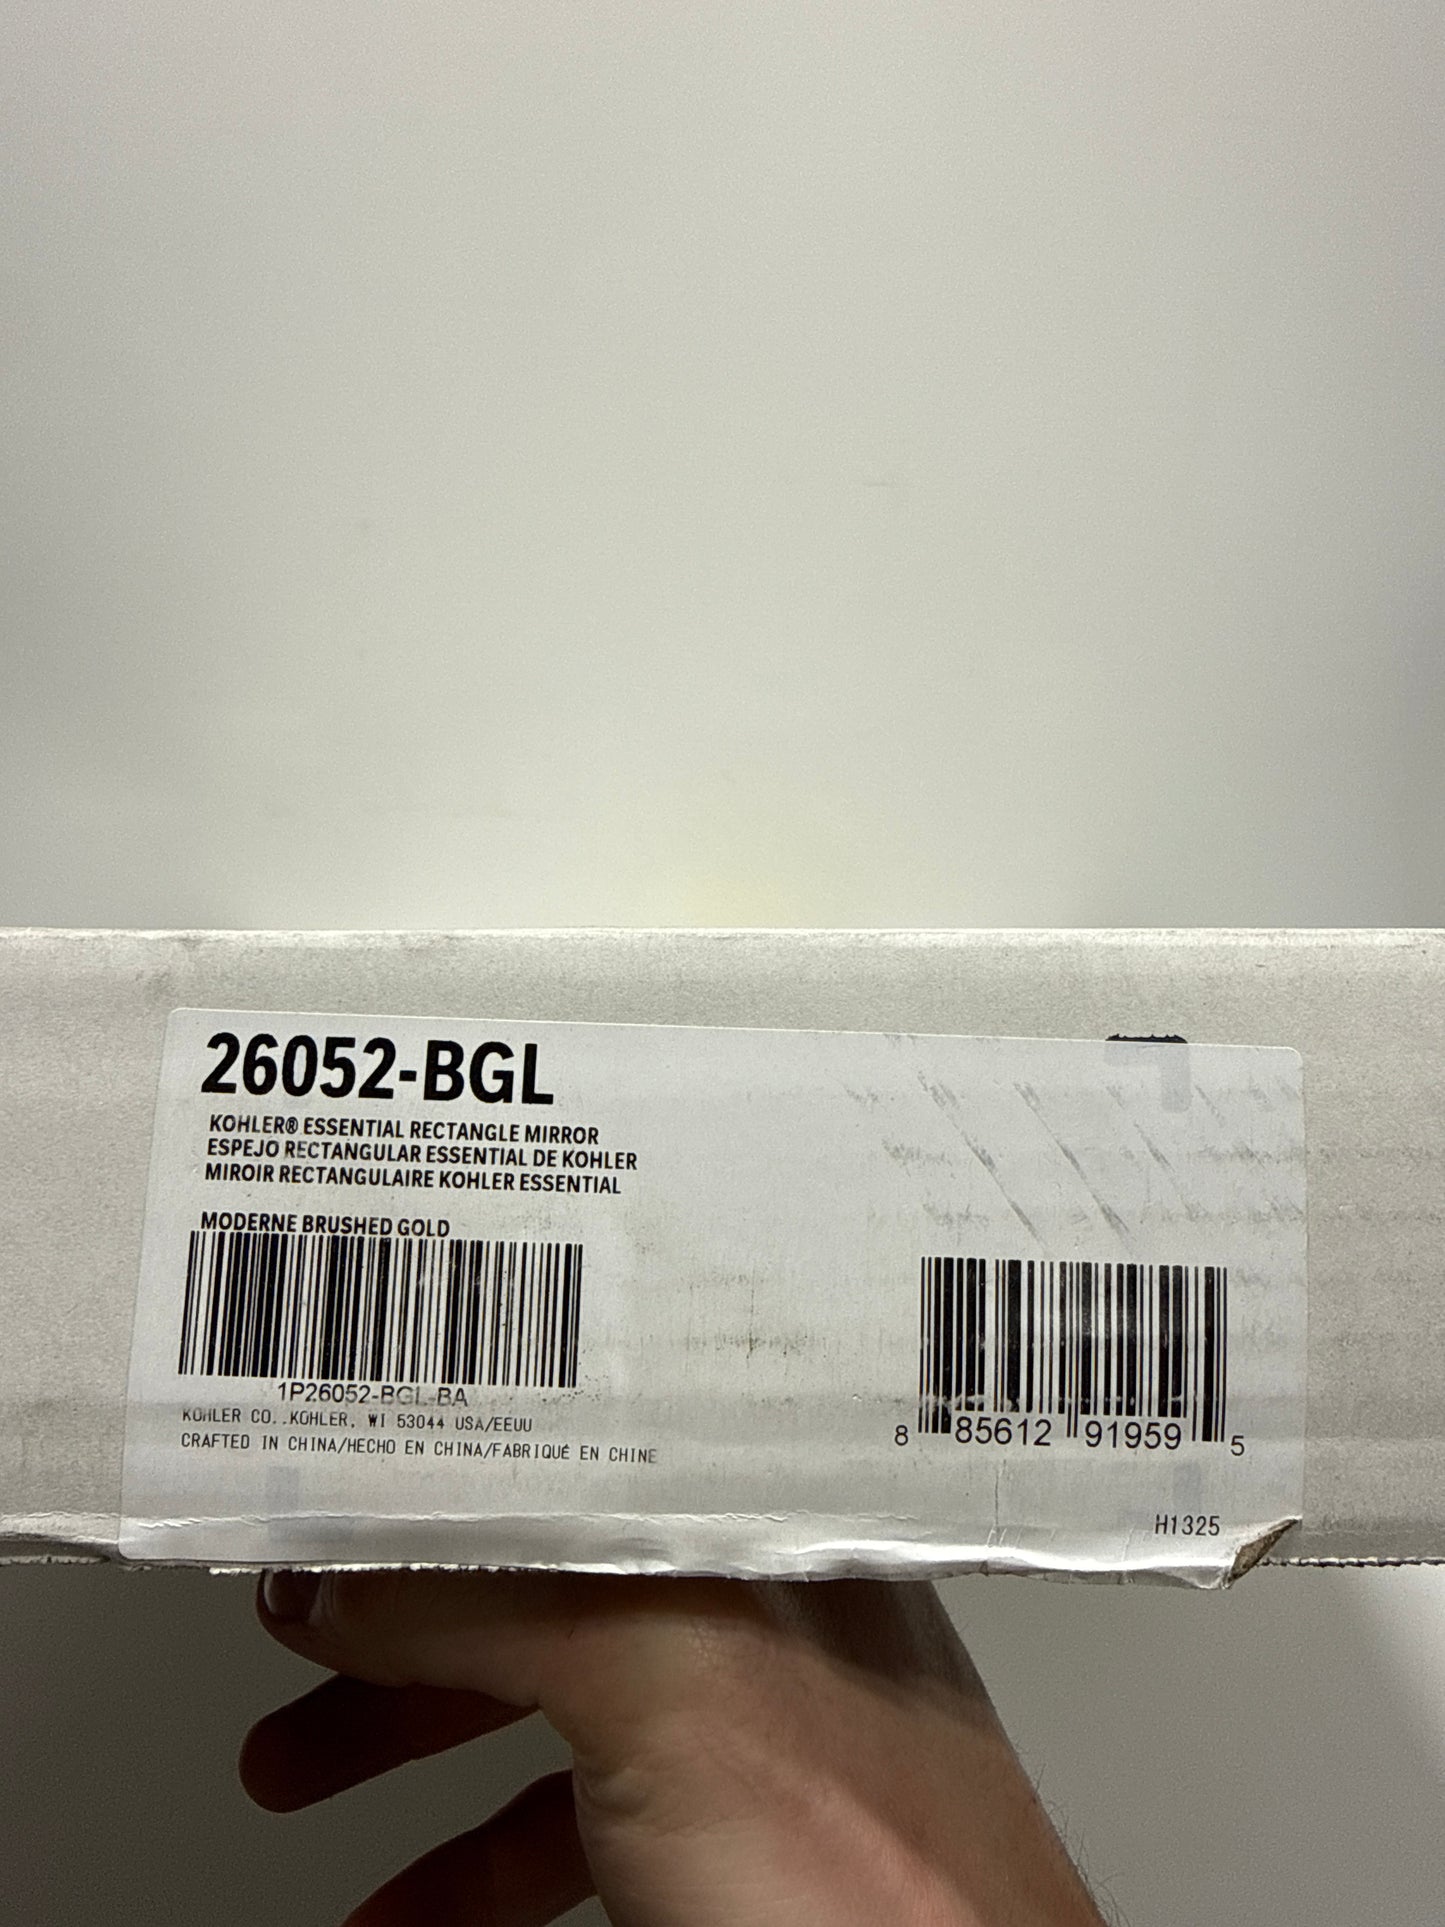 26052-BGL
KOHLER® ESSENTIAL RECTANGLE MIRROR
ESPEJO RECTANGULAR ESSENTIAL DE KOHLER
MIROIR RECTANGULAIRE KOHLER ESSENTIAL
MODERNE BRUSHED GOLD
1P26052-BGL-BA
KOHLER CO.,KOHLER, WI 53044 USA/EEUU
CRAFTED IN CHINA/HECHO EN CHINA/FABRIQUÉ EN CHINE
8 85612 91959 5
H1325